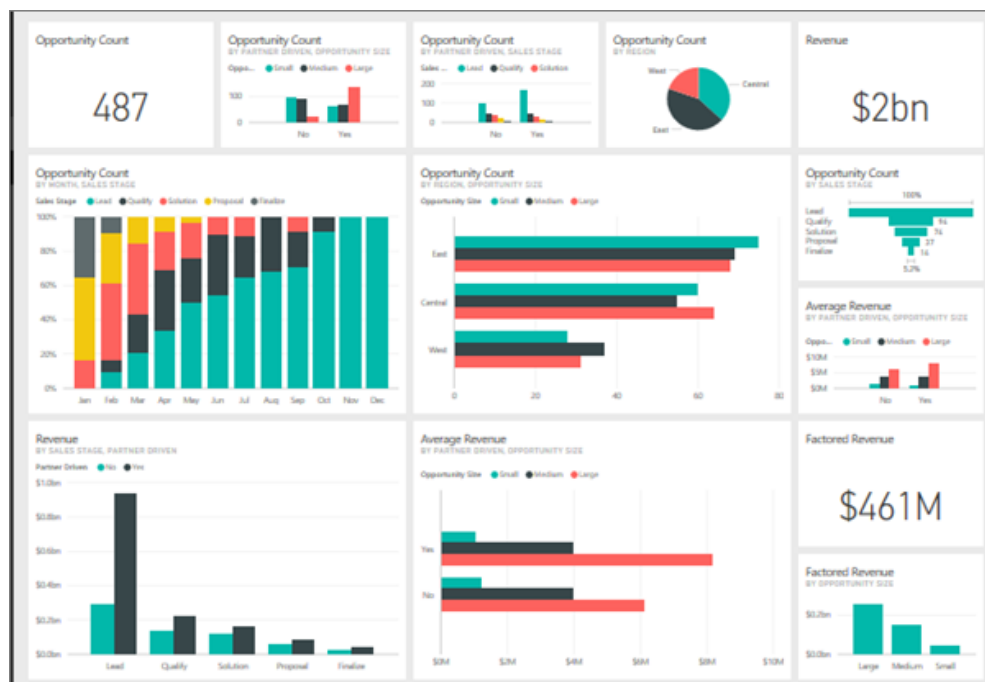 Opportunity Count
487
Opportunity Count
BY PARTNER DRIVEN, OPPORTUNITY SIZE
Oppo... Small Medium Large
100
0
No Yes
Opportunity Count
BY PARTNER DRIVEN, SALES STAGE
Sales ... Lead Qualify Solution
200
100
0
No Yes
Opportunity Count
BY REGION
West
Central
East
Revenue
$2bn
Opportunity Count
BY MONTH, SALES STAGE
Sales Stage Lead Qualify Solution Proposal Finalize
100%
80%
60%
40%
20%
0%
Jan Feb Mar Apr May Jun Jul Aug Sep Oct Nov Dec
Opportunity Count
BY REGION, OPPORTUNITY SIZE
Opportunity Size Small Medium Large
East
Central
West
0 20 40 60 80
Opportunity Count
BY SALES STAGE
100%
Lead
Qualify 94
Solution 76
Proposal 37
Finalize 16
5.2%
Average Revenue
BY PARTNER DRIVEN, OPPORTUNITY SIZE
Oppo... Small Medium Large
$10M
$5M
$0M
No Yes
Revenue
BY SALES STAGE, PARTNER DRIVEN
Partner Driven No Yes
$1.0bn
$0.8bn
$0.6bn
$0.4bn
$0.2bn
$0.0bn
Lead Qualify Solution Proposal Finalize
Average Revenue
BY PARTNER DRIVEN, OPPORTUNITY SIZE
Opportunity Size Small Medium Large
Yes
No
$0M $2M $4M $6M $8M $10M
Factored Revenue
$461M
Factored Revenue
BY OPPORTUNITY SIZE
$0.2bn
$0.0bn
Large Medium Small